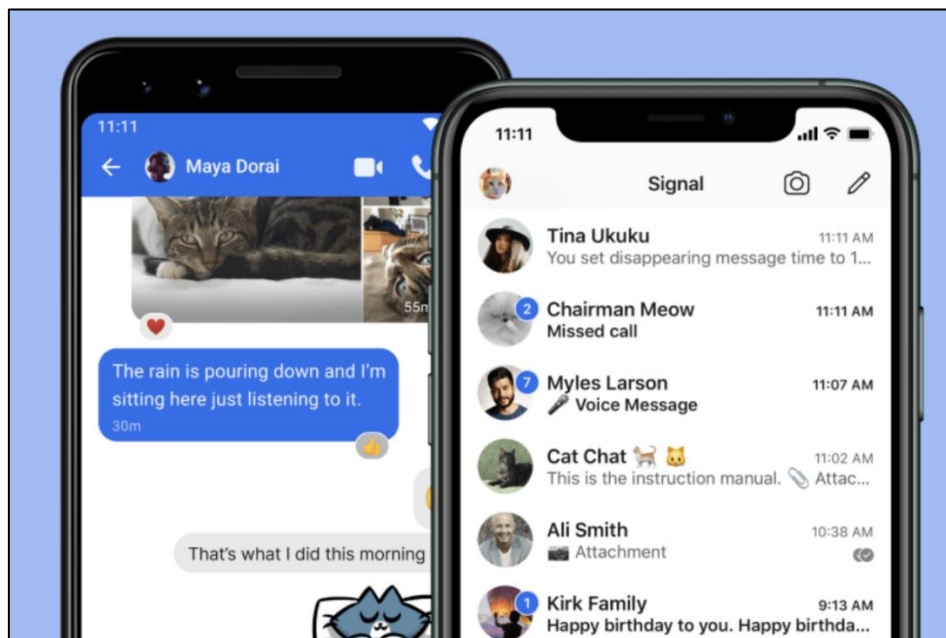 11:11
Maya Dorai
55m
The rain is pouring down and I'm
sitting here just listening to it.
30m
That's what I did this morning
11:11
Signal
Tina Ukuku
11:11 AM
You set disappearing message time to 1...
2
Chairman Meow
11:11 AM
Missed call
7
Myles Larson
11:07 AM
🎤 Voice Message
Cat Chat 🐈 🐱
11:02 AM
This is the instruction manual. 📎 Attac...
Ali Smith
10:38 AM
📷 Attachment
1
Kirk Family
9:13 AM
Happy birthday to you. Happy birthda...